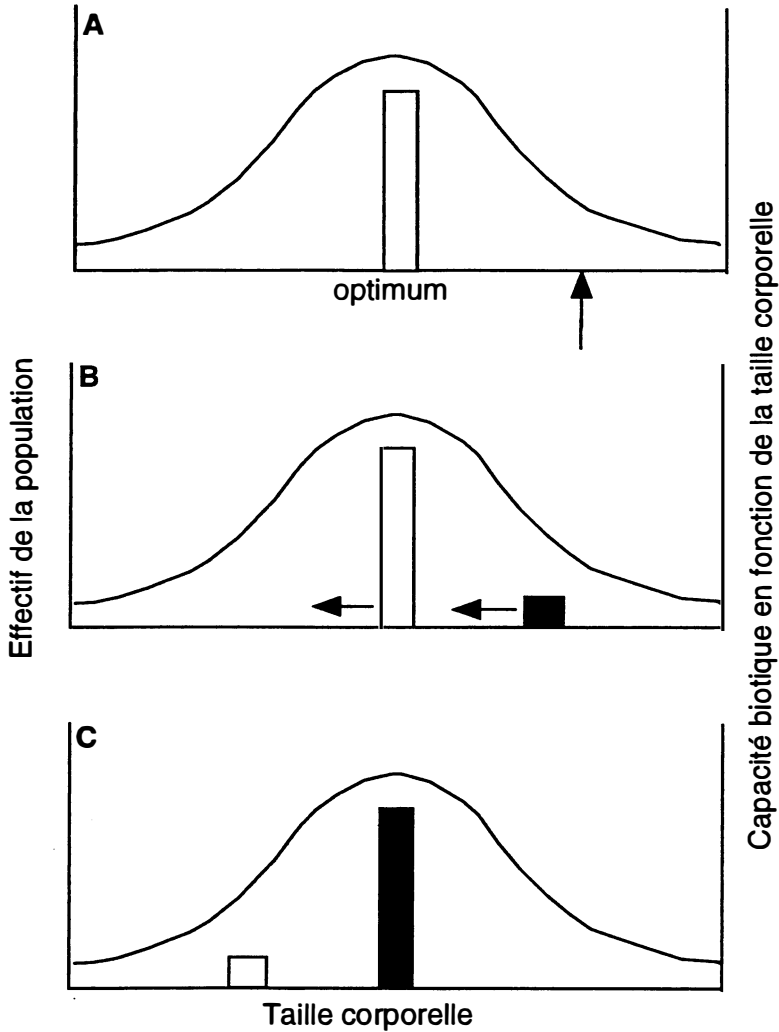 A
optimum
B
C
Effectif de la population
Capacité biotique en fonction de la taille corporelle
Taille corporelle